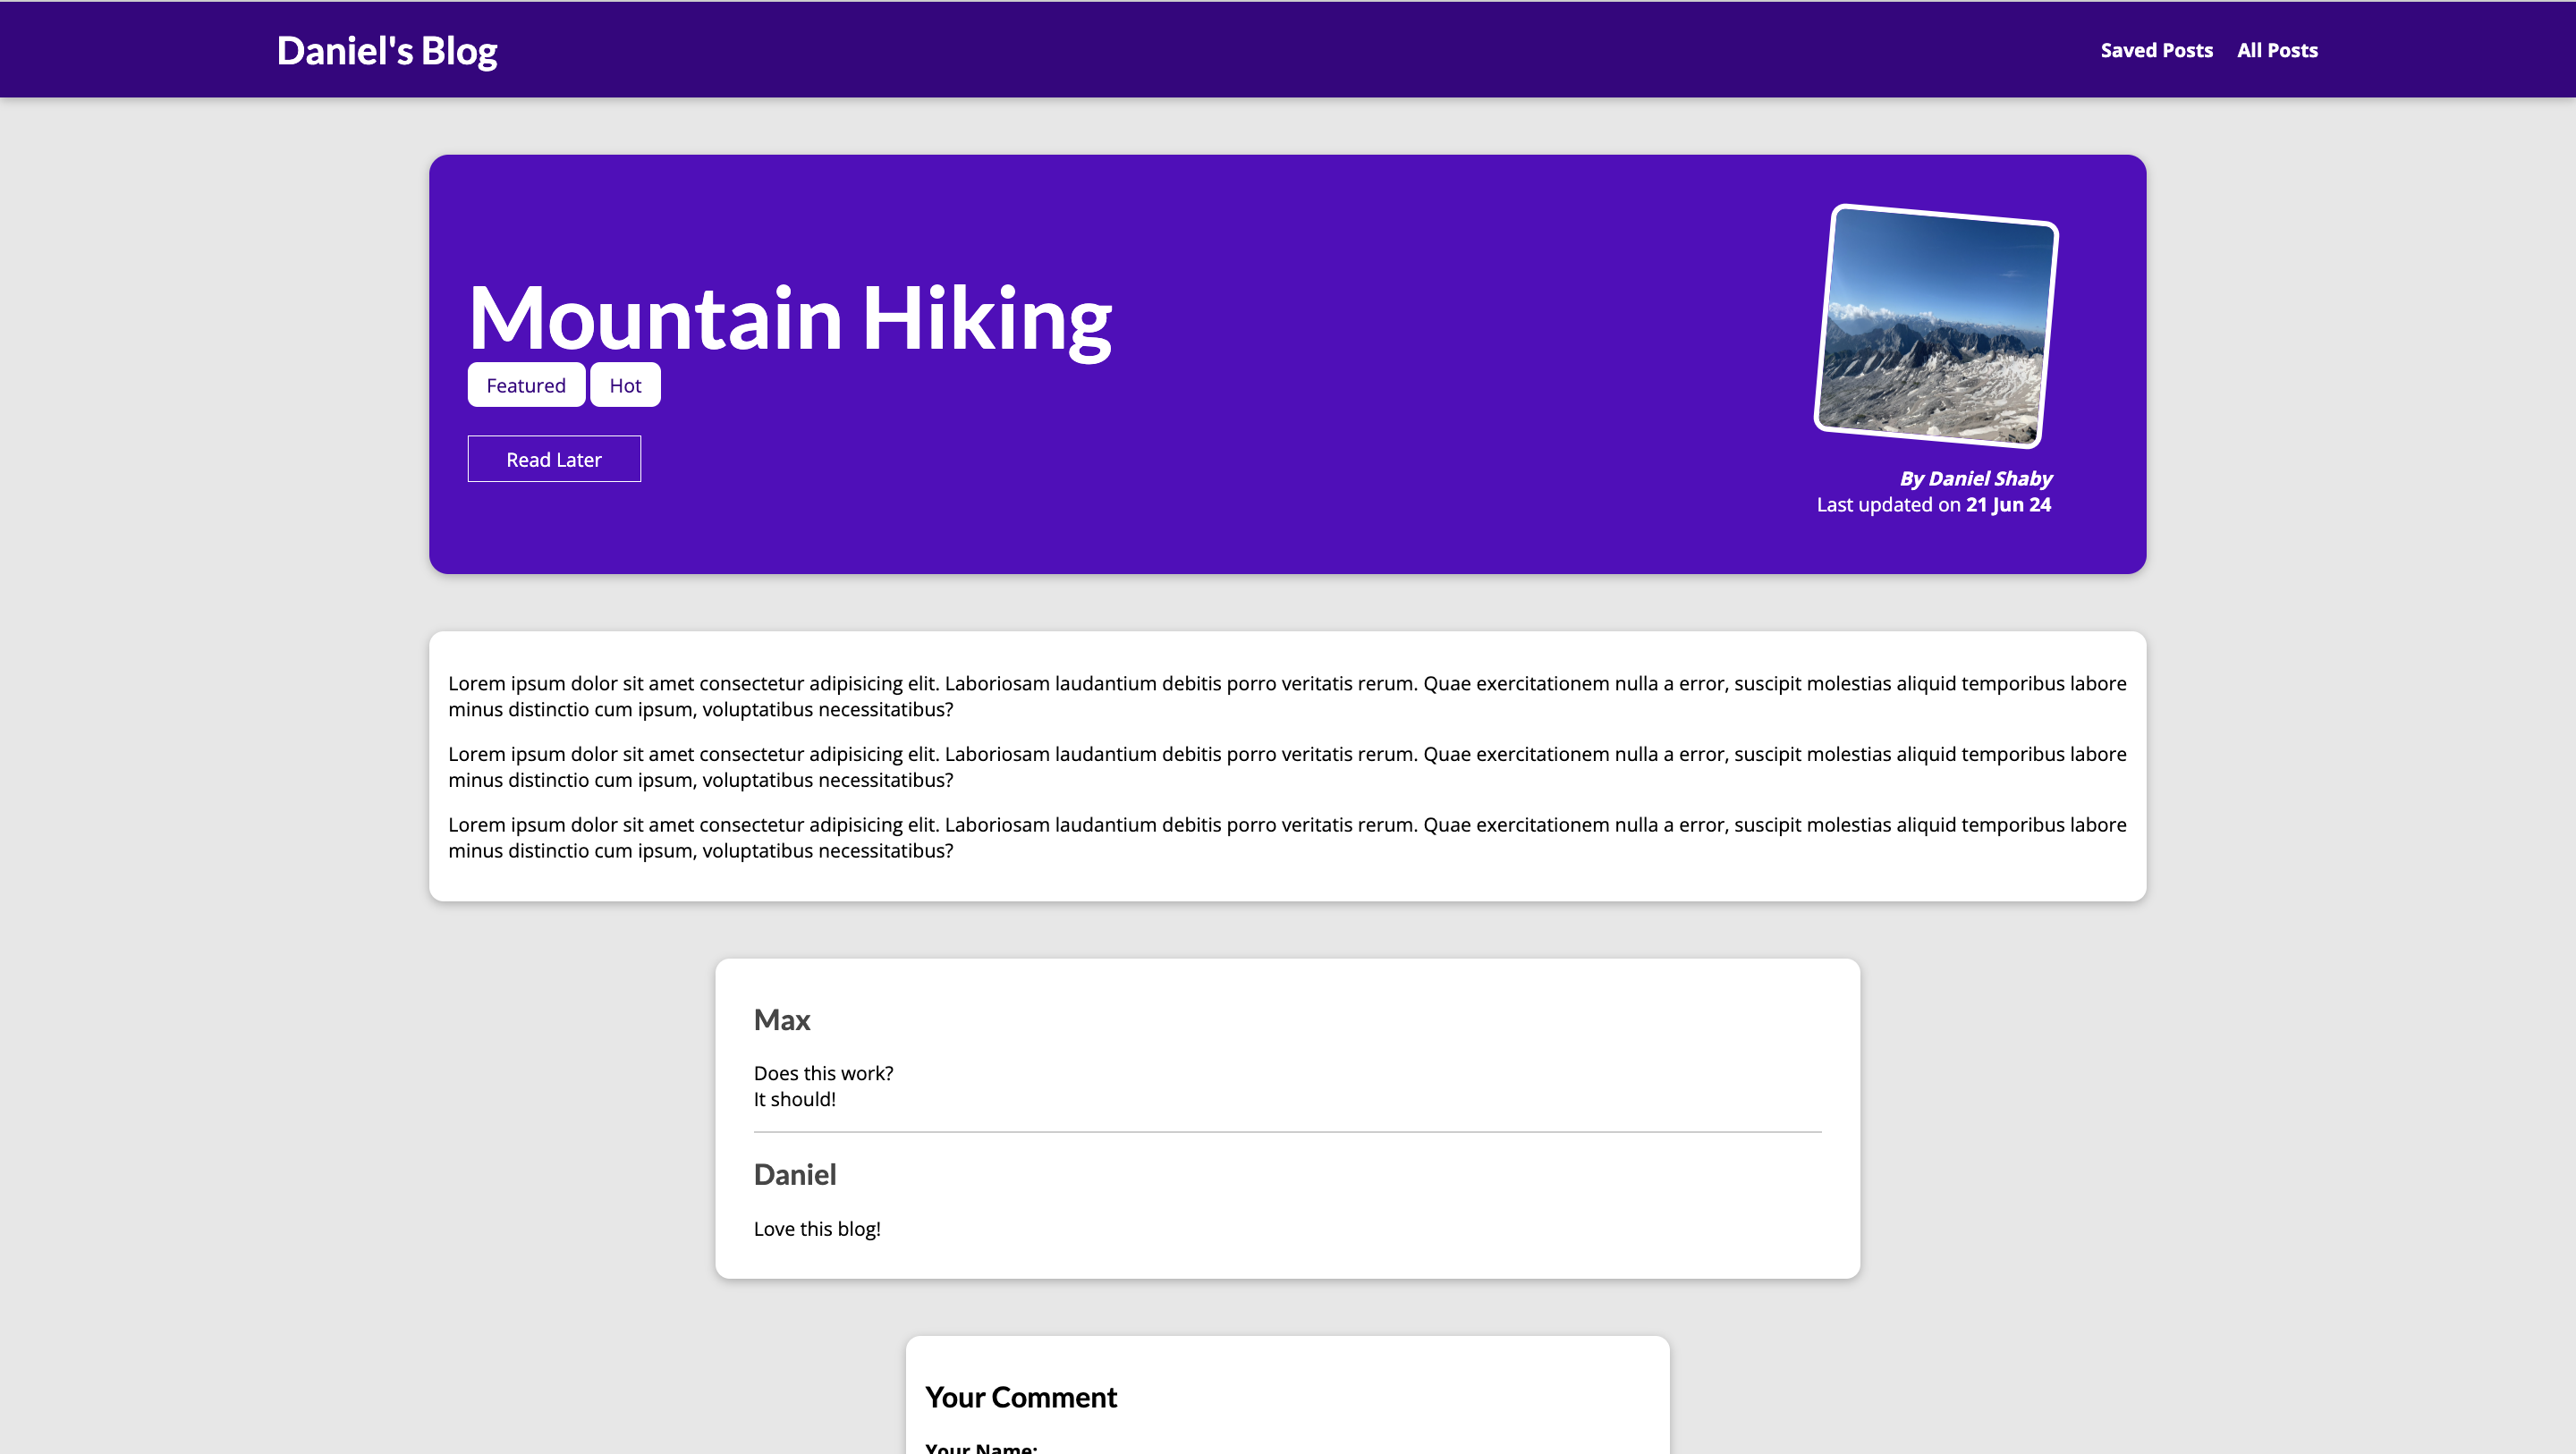 Daniel's Blog
Saved Posts
All Posts
Mountain Hiking
Featured
Hot
Read Later
By Daniel Shaby
Last updated on 21 Jun 24
Lorem ipsum dolor sit amet consectetur adipisicing elit. Laboriosam laudantium debitis porro veritatis rerum. Quae exercitationem nulla a error, suscipit molestias aliquid temporibus labore
minus distinctio cum ipsum, voluptatibus necessitatibus?
Lorem ipsum dolor sit amet consectetur adipisicing elit. Laboriosam laudantium debitis porro veritatis rerum. Quae exercitationem nulla a error, suscipit molestias aliquid temporibus labore
minus distinctio cum ipsum, voluptatibus necessitatibus?
Lorem ipsum dolor sit amet consectetur adipisicing elit. Laboriosam laudantium debitis porro veritatis rerum. Quae exercitationem nulla a error, suscipit molestias aliquid temporibus labore
minus distinctio cum ipsum, voluptatibus necessitatibus?
Max
Does this work?
It should!
Daniel
Love this blog!
Your Comment
Your Name: